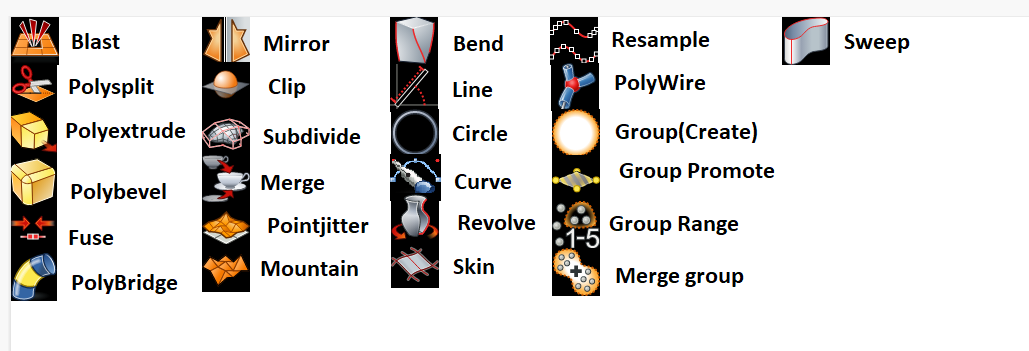 Blast
Polysplit
Polyextrude
Polybevel
Fuse
PolyBridge
Mirror
Clip
Subdivide
Merge
Pointjitter
Mountain
Bend
Line
Circle
Curve
Revolve
Skin
Resample
PolyWire
Group(Create)
Group Promote
Group Range
1-5
Merge group
Sweep